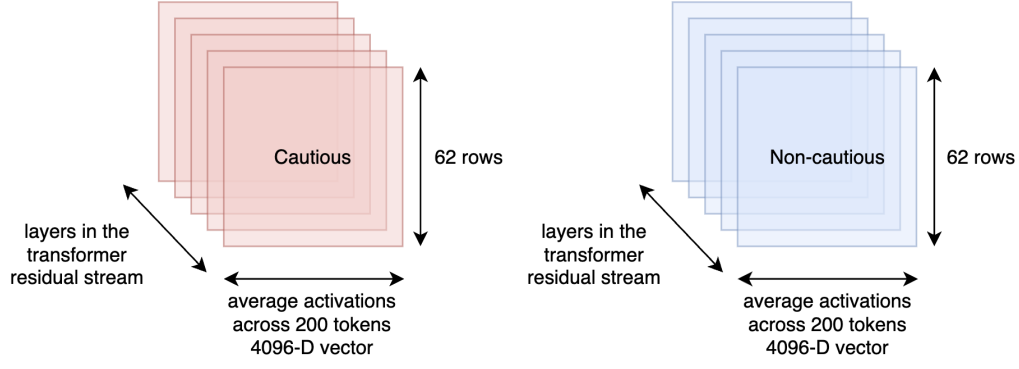 Cautious
62 rows
layers in the
transformer
residual stream
average activations
across 200 tokens
4096-D vector
Non-cautious
62 rows
layers in the
transformer
residual stream
average activations
across 200 tokens
4096-D vector